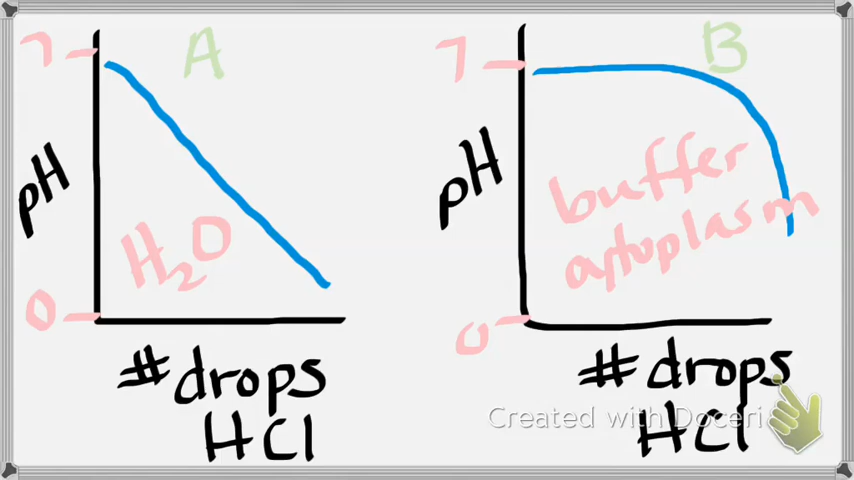 7
A
pH
H2O
0
# drops
HCl
7
B
pH
buffer
cytoplasm
0
# drops
HCl
Created with Doceri